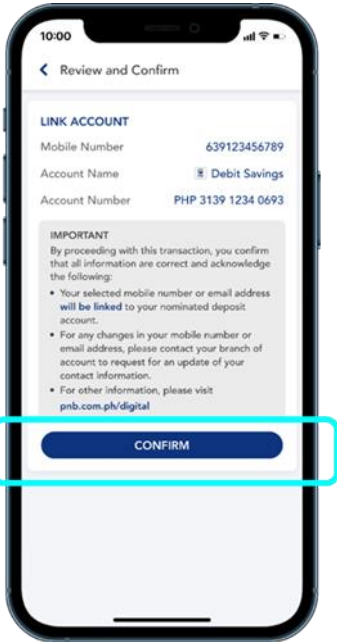 10:00
Review and Confirm
LINK ACCOUNT
Mobile Number 639123456789
Account Name Debit Savings
Account Number PHP 3139 1234 0693
IMPORTANT
By proceeding with this transaction, you confirm
that all information are correct and acknowledge
the following:
• Your selected mobile number or email address
will be linked to your nominated deposit
account.
• For any changes in your mobile number or
email address, please contact your branch of
account to request for an update of your
contact information.
• For other information, please visit
pnb.com.ph/digital
CONFIRM